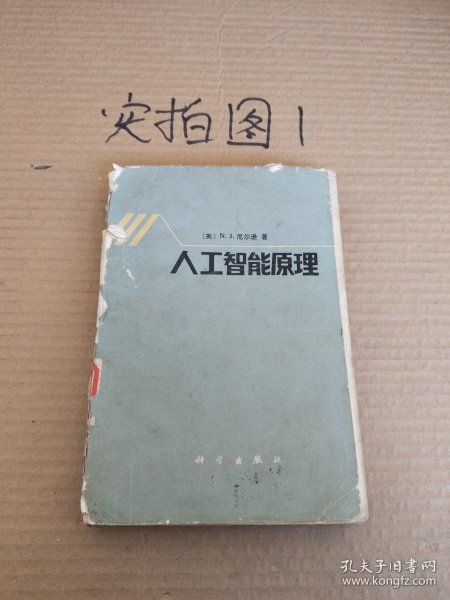 实拍图1
〔美〕 N. J. 尼尔逊 著
人工智能原理
科学出版社
孔夫子旧书网
www.kongfz.com